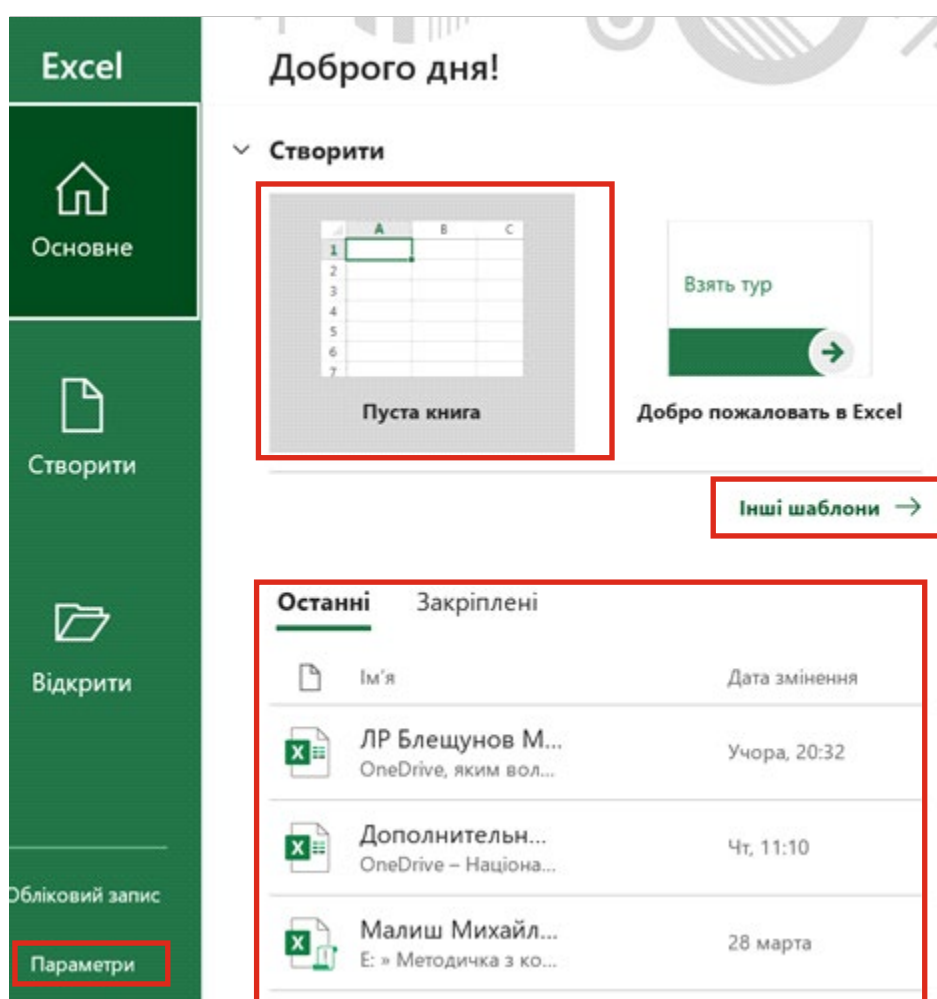 Excel
Доброго дня!
Створити
Основне
A B C
1
2
3
4
5
6
7
Взять тур
Пуста книга
Добро пожаловать в Excel
Створити
Інші шаблони →
Останні Закріплені
Відкрити
Ім'я Дата змінення
ЛР Блещунов М...
OneDrive, яким вол...
Учора, 20:32
Дополнительн...
OneDrive – Націона...
Чт, 11:10
Обліковий запис
Малиш Михайл...
E: » Методичка з ко...
28 марта
Параметри